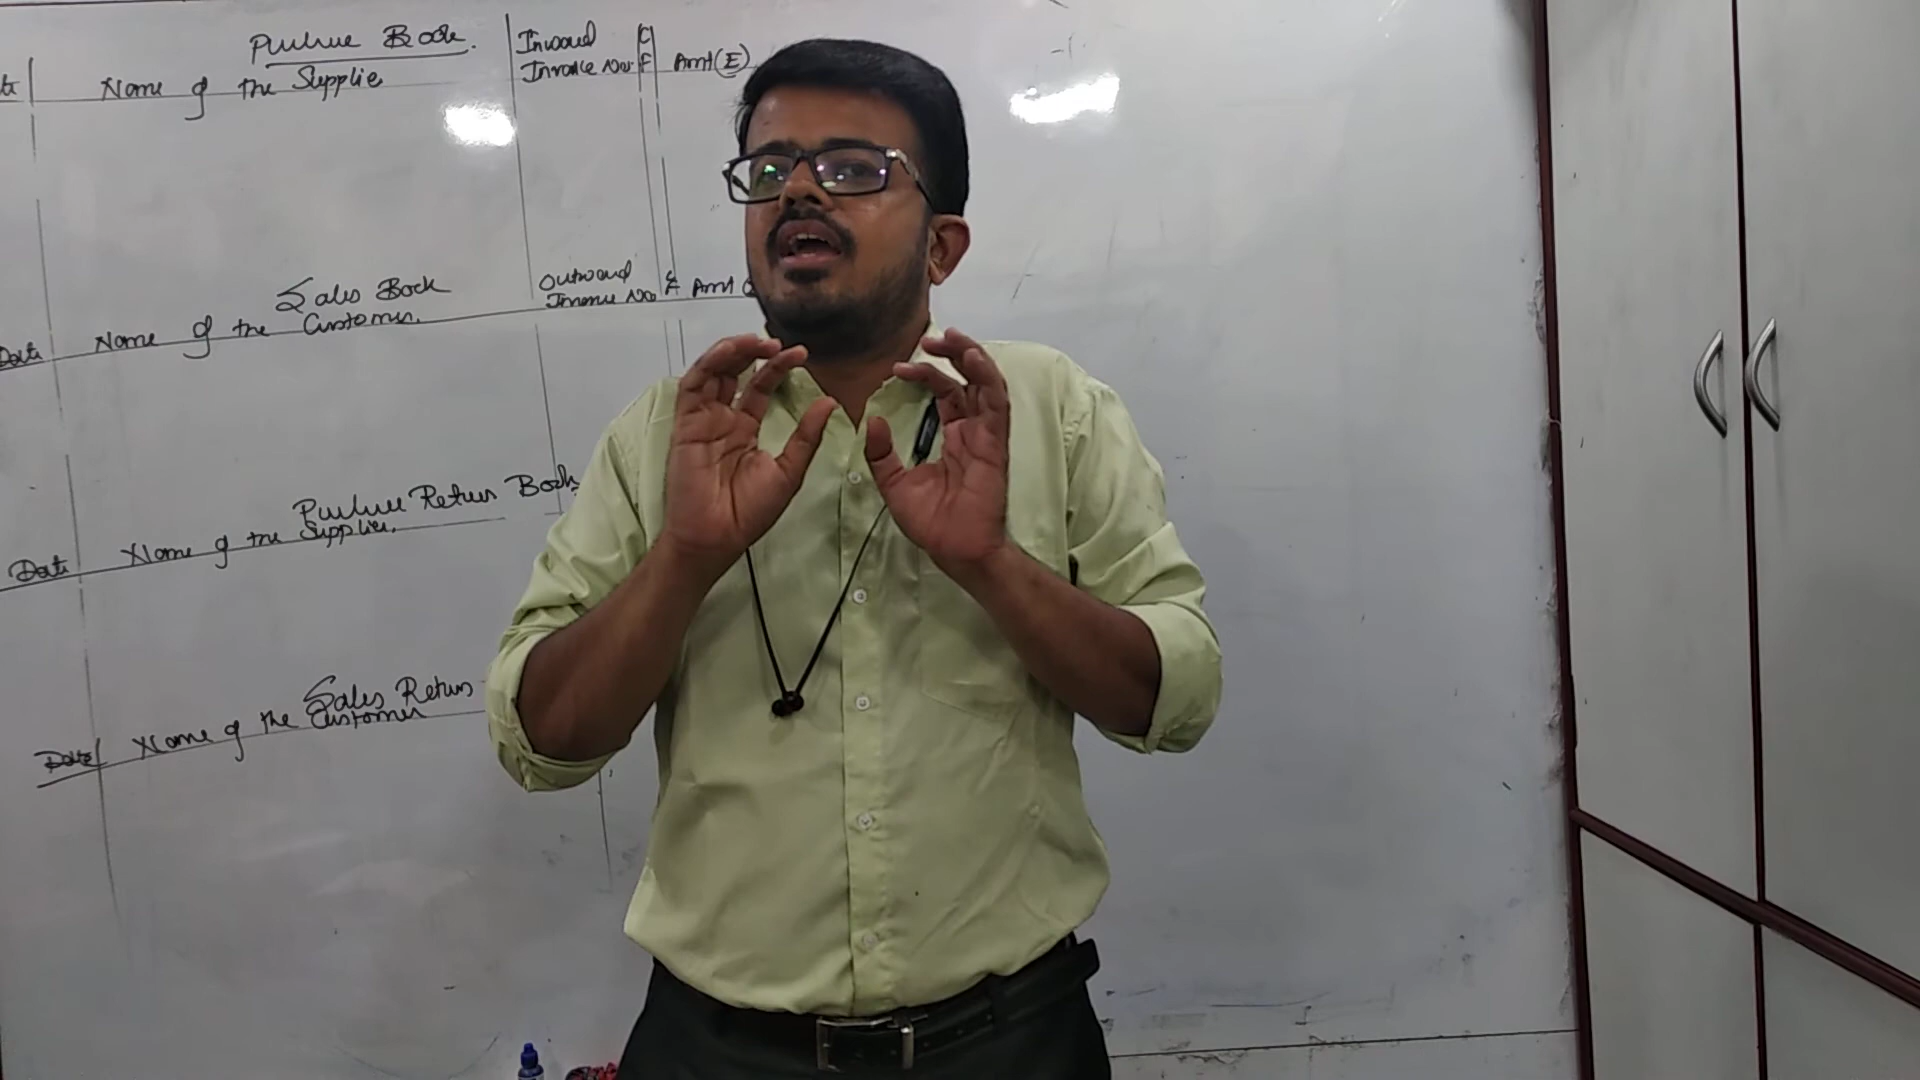 Purchase Book.
Name of the Supplier
Inward
Invoice No.
C
F
Amt (₹)
Sales Book
Date
Name of the Customer.
Outward
Invoice No
Amt
Purchase Return Book
Date
Name of the Supplier.
Sales Return
Date
Name of the Customer